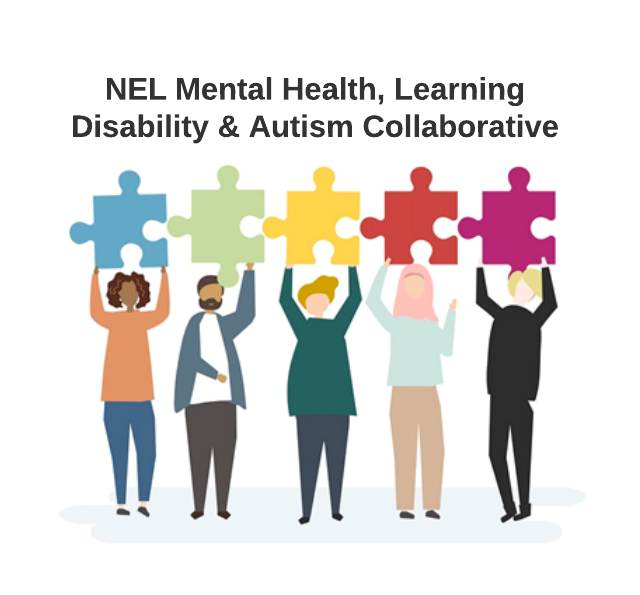 NEL Mental Health, Learning
Disability & Autism Collaborative